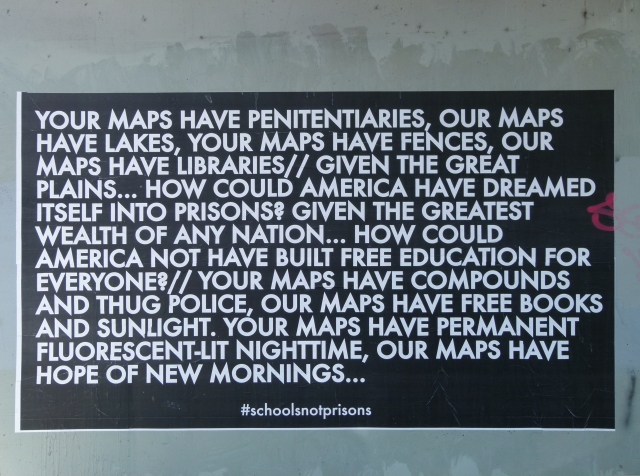 YOUR MAPS HAVE PENITENTIARIES, OUR MAPS
HAVE LAKES, YOUR MAPS HAVE FENCES, OUR
MAPS HAVE LIBRARIES// GIVEN THE GREAT
PLAINS... HOW COULD AMERICA HAVE DREAMED
ITSELF INTO PRISONS? GIVEN THE GREATEST
WEALTH OF ANY NATION... HOW COULD
AMERICA NOT HAVE BUILT FREE EDUCATION FOR
EVERYONE?// YOUR MAPS HAVE COMPOUNDS
AND THUG POLICE, OUR MAPS HAVE FREE BOOKS
AND SUNLIGHT. YOUR MAPS HAVE PERMANENT
FLUORESCENT-LIT NIGHTTIME, OUR MAPS HAVE
HOPE OF NEW MORNINGS...
#schoolsnotprisons